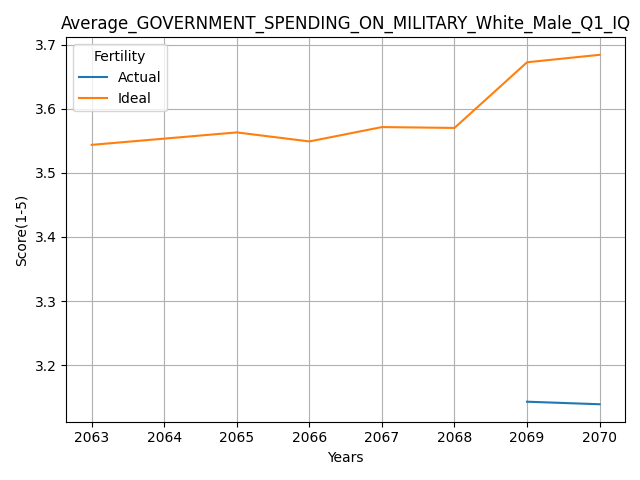 Average_GOVERNMENT_SPENDING_ON_MILITARY_White_Male_Q1_IQ
Fertility
Actual
Ideal
3.7
3.6
3.5
3.4
3.3
3.2
Score(1-5)
2063 2064 2065 2066 2067 2068 2069 2070
Years